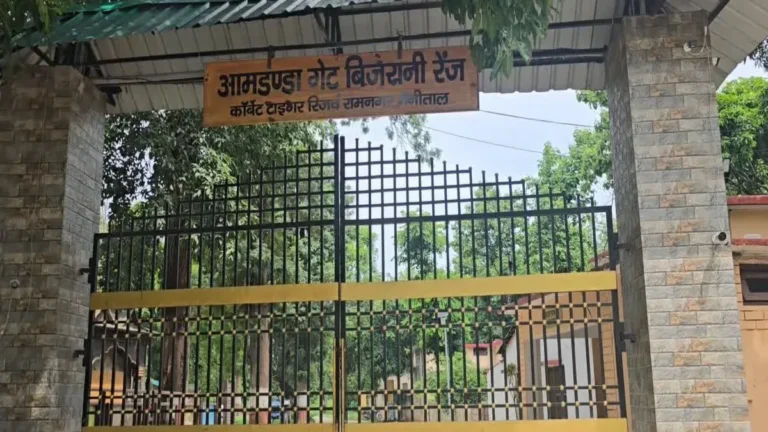 आमडण्डा गेट बिजरानी रेंज
कॉर्बेट टाइगर रिजर्व रामनगर नैनीताल